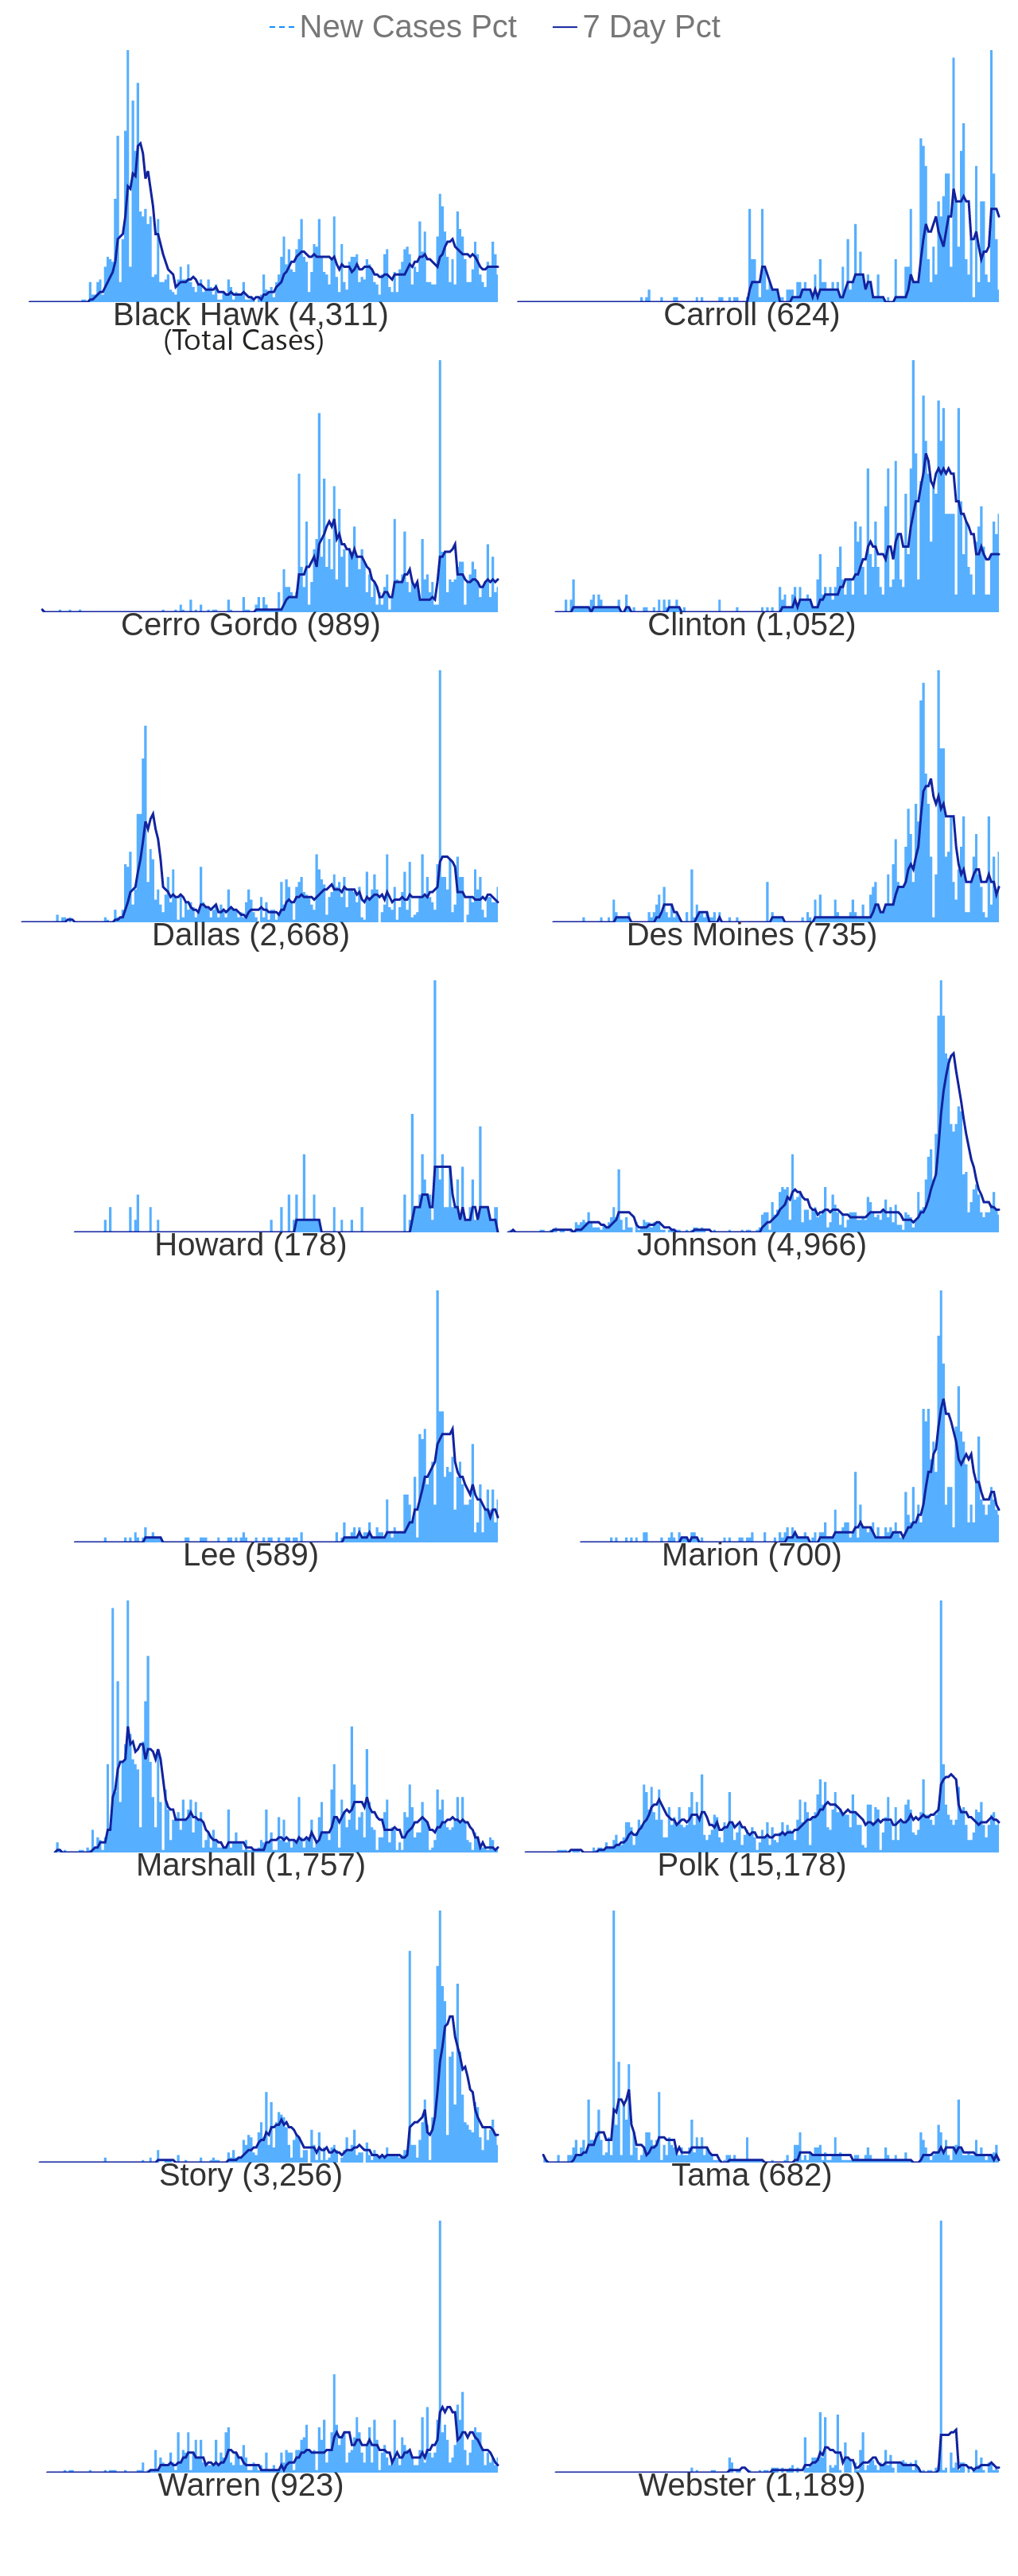 New Cases Pct 7 Day Pct
Black Hawk (4,311) Carroll (624)
(Total Cases)
Cerro Gordo (989) Clinton (1,052)
Dallas (2,668) Des Moines (735)
Howard (178) Johnson (4,966)
Lee (589) Marion (700)
Marshall (1,757) Polk (15,178)
Story (3,256) Tama (682)
Warren (923) Webster (1,189)